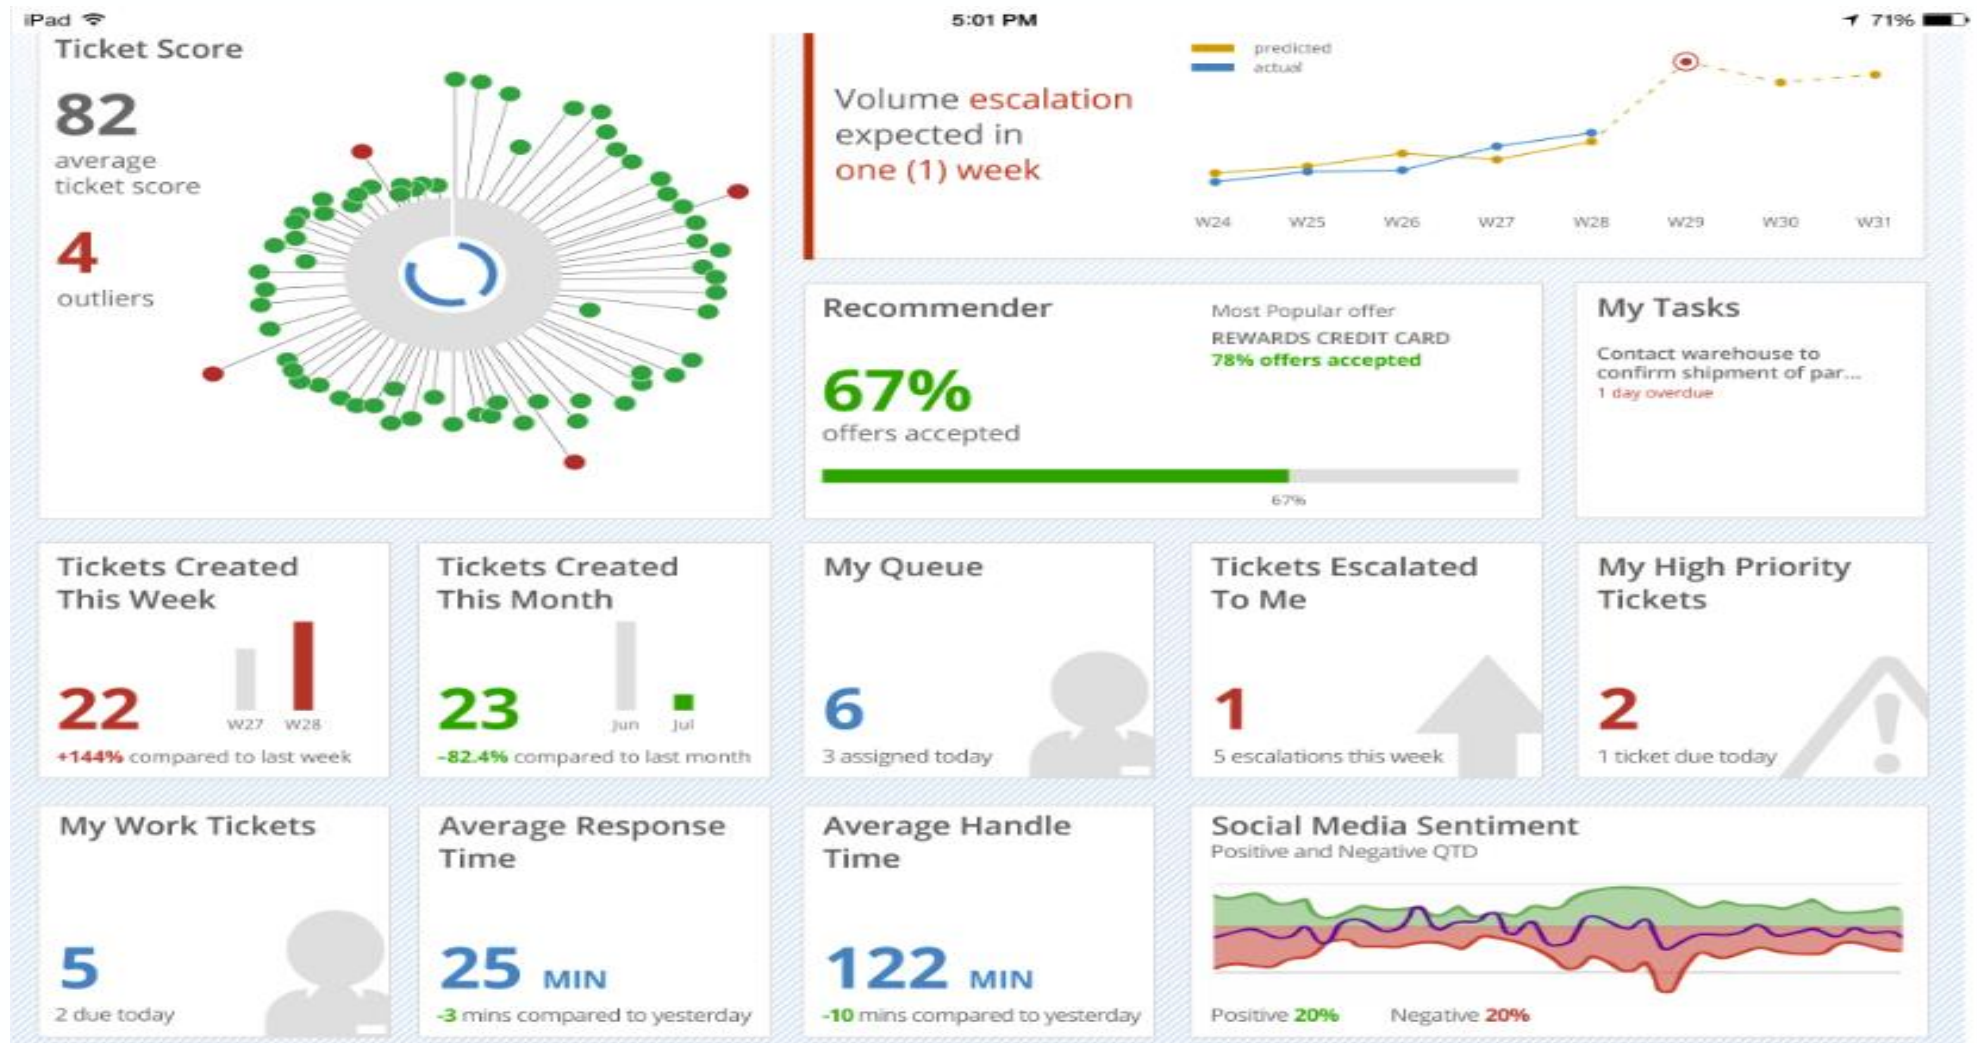 iPad
5:01 PM
71%
Ticket Score
82
average
ticket score
4
outliers
Volume escalation
expected in
one (1) week
predicted
actual
W24 W25 W26 W27 W28 W29 W30 W31
Recommender
67%
offers accepted
67%
Most Popular offer
REWARDS CREDIT CARD
78% offers accepted
My Tasks
Contact warehouse to
confirm shipment of par...
1 day overdue
Tickets Created
This Week
22
W27 W28
+144% compared to last week
Tickets Created
This Month
23
Jun Jul
-82.4% compared to last month
My Queue
6
3 assigned today
Tickets Escalated
To Me
1
5 escalations this week
My High Priority
Tickets
2
1 ticket due today
My Work Tickets
5
2 due today
Average Response
Time
25 MIN
-3 mins compared to yesterday
Average Handle
Time
122 MIN
-10 mins compared to yesterday
Social Media Sentiment
Positive and Negative QTD
Positive 20% Negative 20%